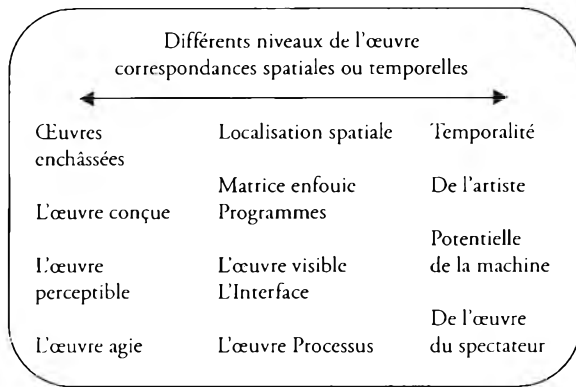 Différents niveaux de l'œuvre
correspondances spatiales ou temporelles
Œuvres
enchâssées
Localisation spatiale
Temporalité
L'œuvre conçue
Matrice enfouie
Programmes
De l'artiste
L'œuvre
perceptible
L'œuvre visible
L'Interface
Potentielle
de la machine
L'œuvre agie
L'œuvre Processus
De l'œuvre
du spectateur